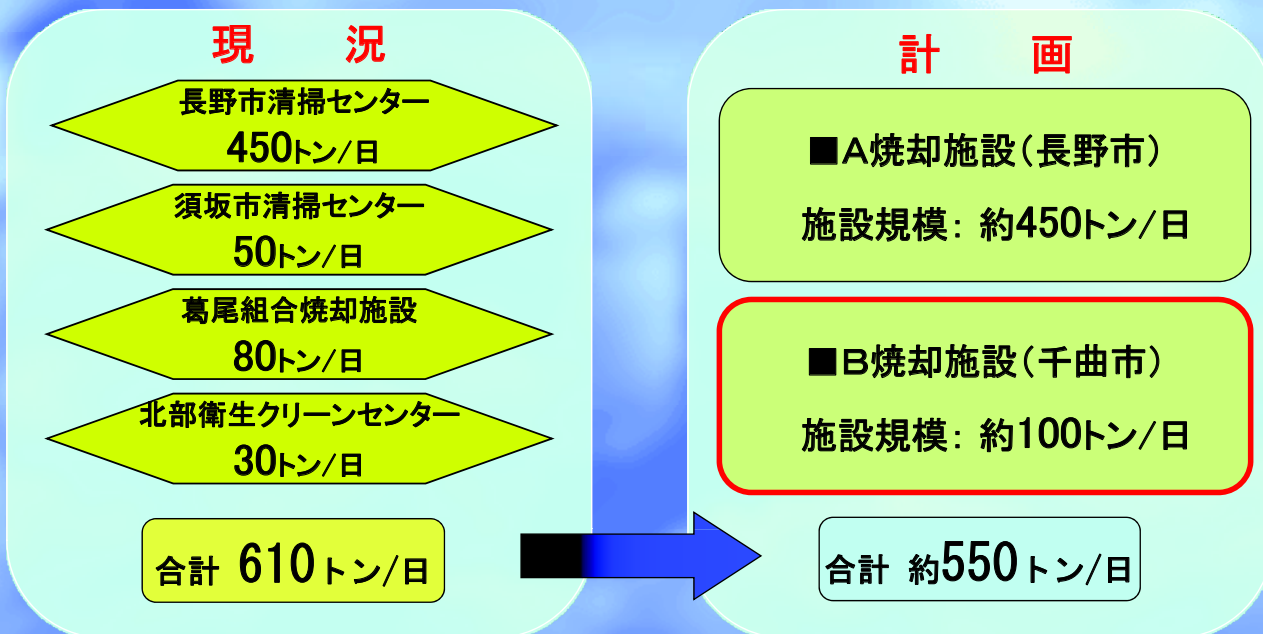 現 況
長野市清掃センター
450トン/日
須坂市清掃センター
50トン/日
葛尾組合焼却施設
80トン/日
北部衛生クリーンセンター
30トン/日
合計 610トン/日
計 画
■A焼却施設(長野市)
施設規模: 約450トン/日
■B焼却施設(千曲市)
施設規模: 約100トン/日
合計 約550トン/日